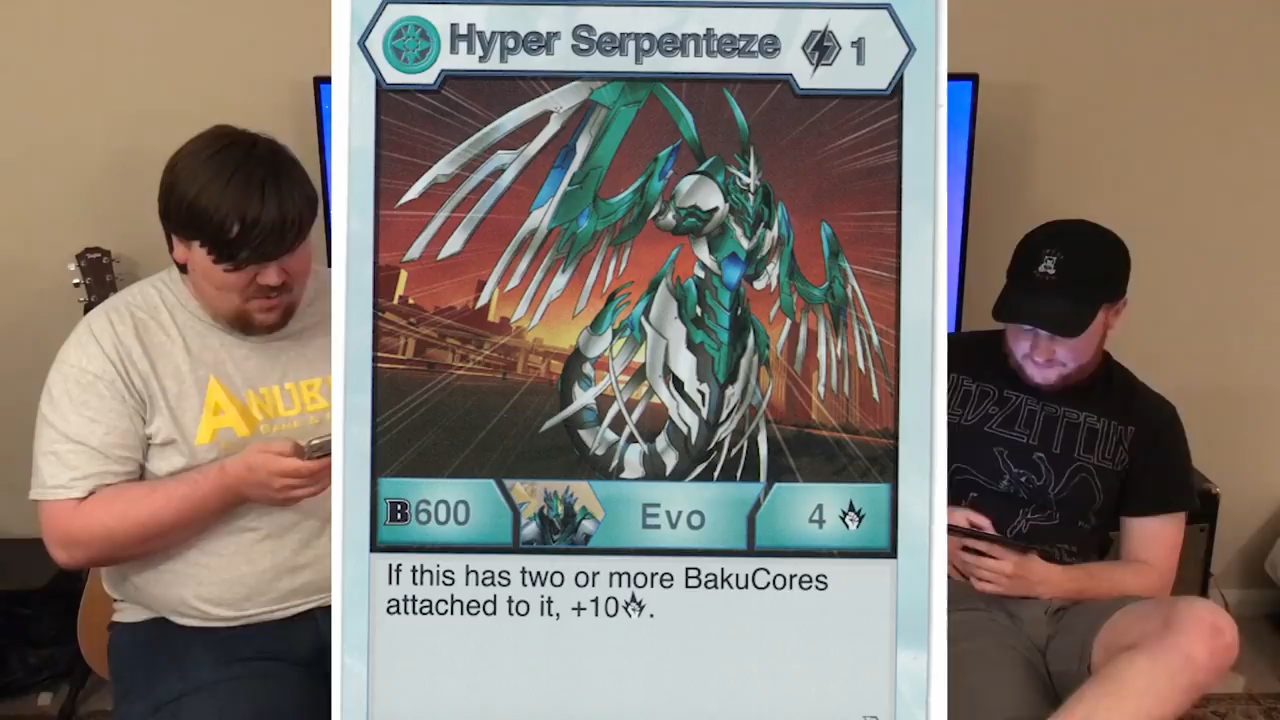 Hyper Serpenteze 1
B600 Evo 4
If this has two or more BakuCores
attached to it, +10.
ANUB
LED-ZEPPELIN